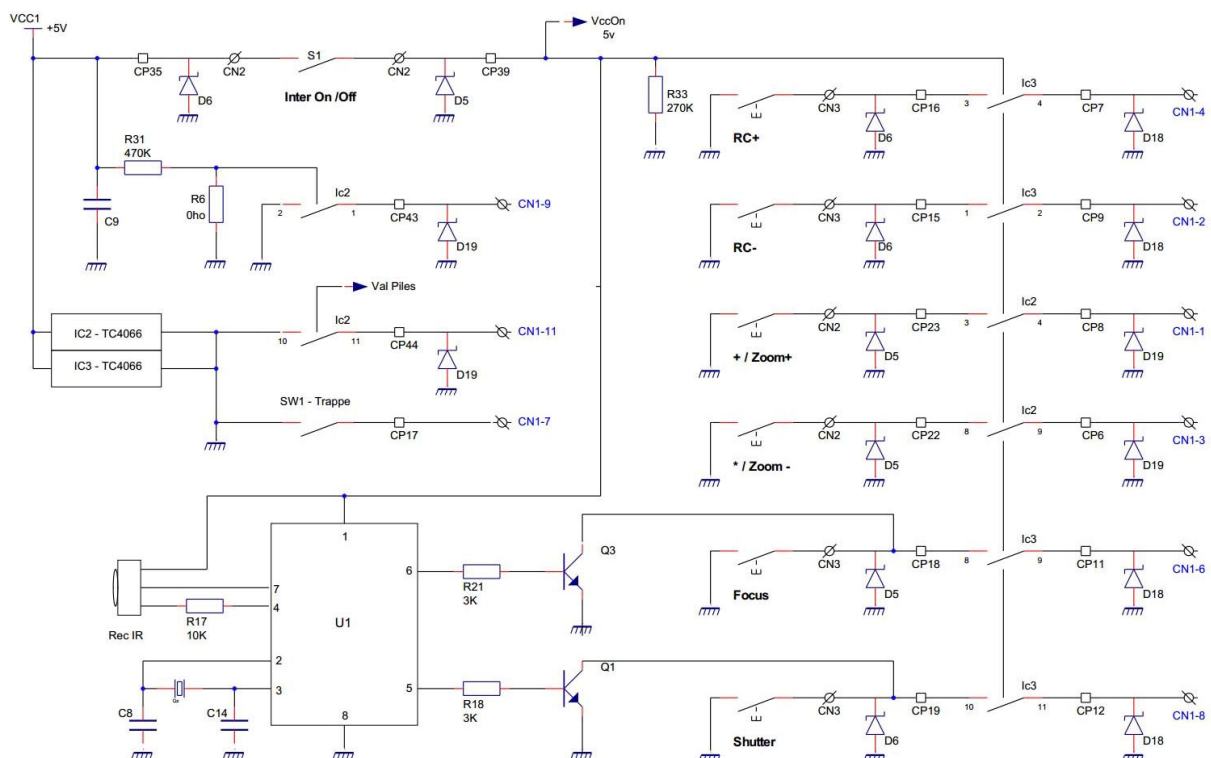 VCC1
+5V
VccOn
5v
S1
CP35
CN2
CN2
CP39
D6
Inter On /Off
D5
R33
270K
CN3
CP16
3
Ic3
4
CP7
CN1-4
RC+
D6
D18
R31
470K
R6
0ho
C9
2
Ic2
1
CP43
CN1-9
D19
CN3
CP15
1
Ic3
2
CP9
CN1-2
RC-
D6
D18
Val Piles
IC2 - TC4066
IC3 - TC4066
10
Ic2
11
CP44
CN1-11
D19
CN2
CP23
3
Ic2
4
CP8
CN1-1
+ / Zoom+
D5
D19
SW1 - Trappe
CP17
CN1-7
CN2
CP22
8
Ic2
9
CP6
CN1-3
* / Zoom -
D5
D19
1
6
7
4
U1
2
3
5
8
Rec IR
R17
10K
C8
C14
R21
3K
Q3
CN3
CP18
8
Ic3
9
CP11
CN1-6
Focus
D5
D18
R18
3K
Q1
CN3
CP19
10
Ic3
11
CP12
CN1-8
Shutter
D6
D18